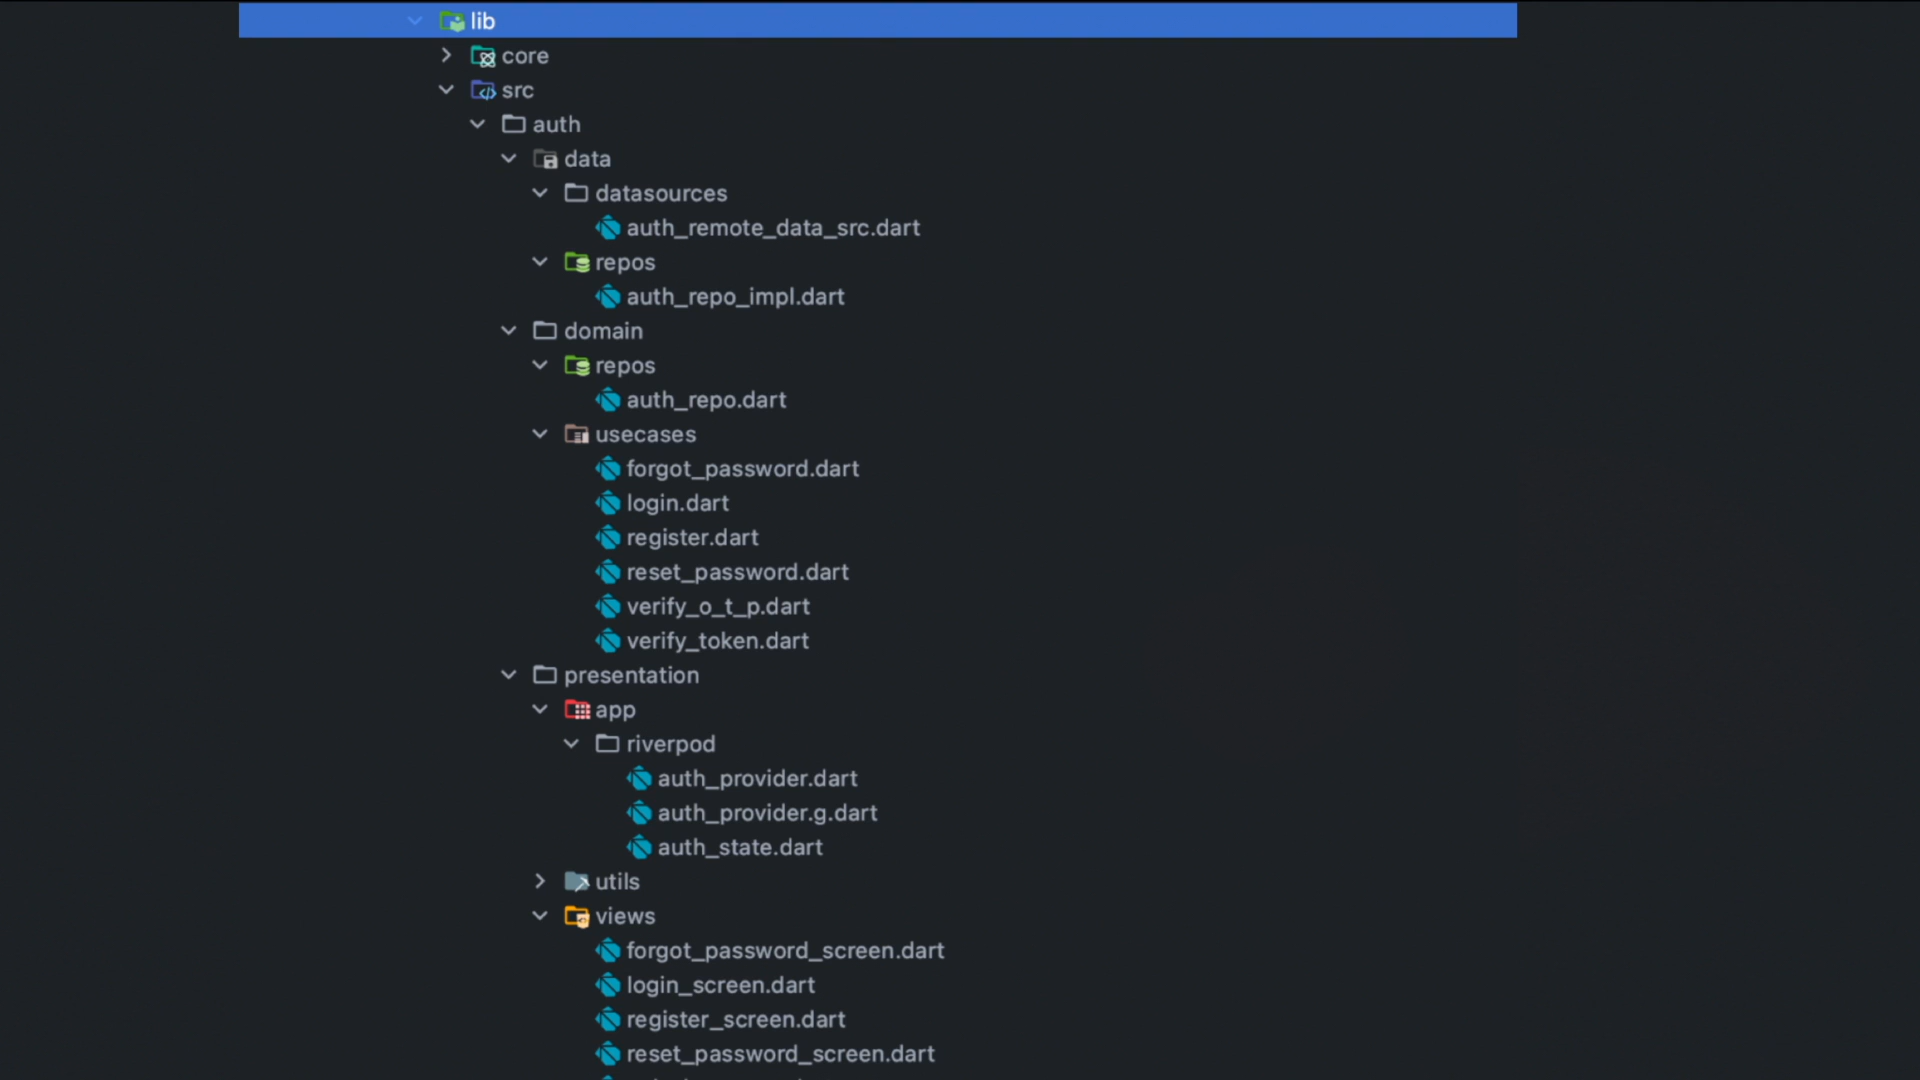 lib
core
src
auth
data
datasources
auth_remote_data_src.dart
repos
auth_repo_impl.dart
domain
repos
auth_repo.dart
usecases
forgot_password.dart
login.dart
register.dart
reset_password.dart
verify_o_t_p.dart
verify_token.dart
presentation
app
riverpod
auth_provider.dart
auth_provider.g.dart
auth_state.dart
utils
views
forgot_password_screen.dart
login_screen.dart
register_screen.dart
reset_password_screen.dart